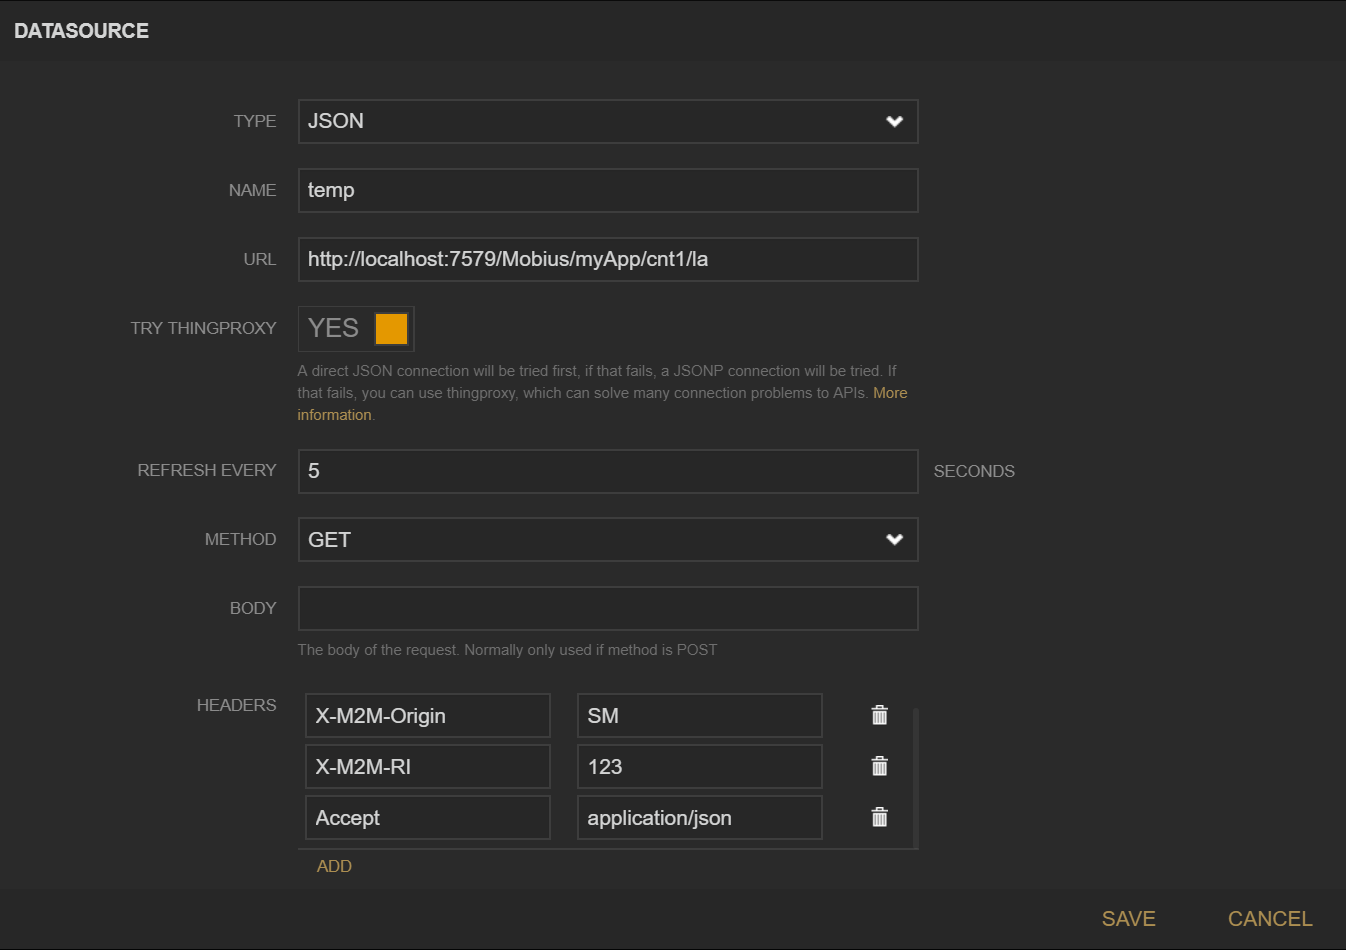 DATASOURCE
TYPE JSON
NAME temp
URL http://localhost:7579/Mobius/myApp/cnt1/la
TRY THINGPROXY YES
A direct JSON connection will be tried first, if that fails, a JSONP connection will be tried. If
that fails, you can use thingproxy, which can solve many connection problems to APIs. More
information.
REFRESH EVERY 5 SECONDS
METHOD GET
BODY
The body of the request. Normally only used if method is POST
HEADERS X-M2M-Origin SM
X-M2M-RI 123
Accept application/json
ADD
SAVE CANCEL